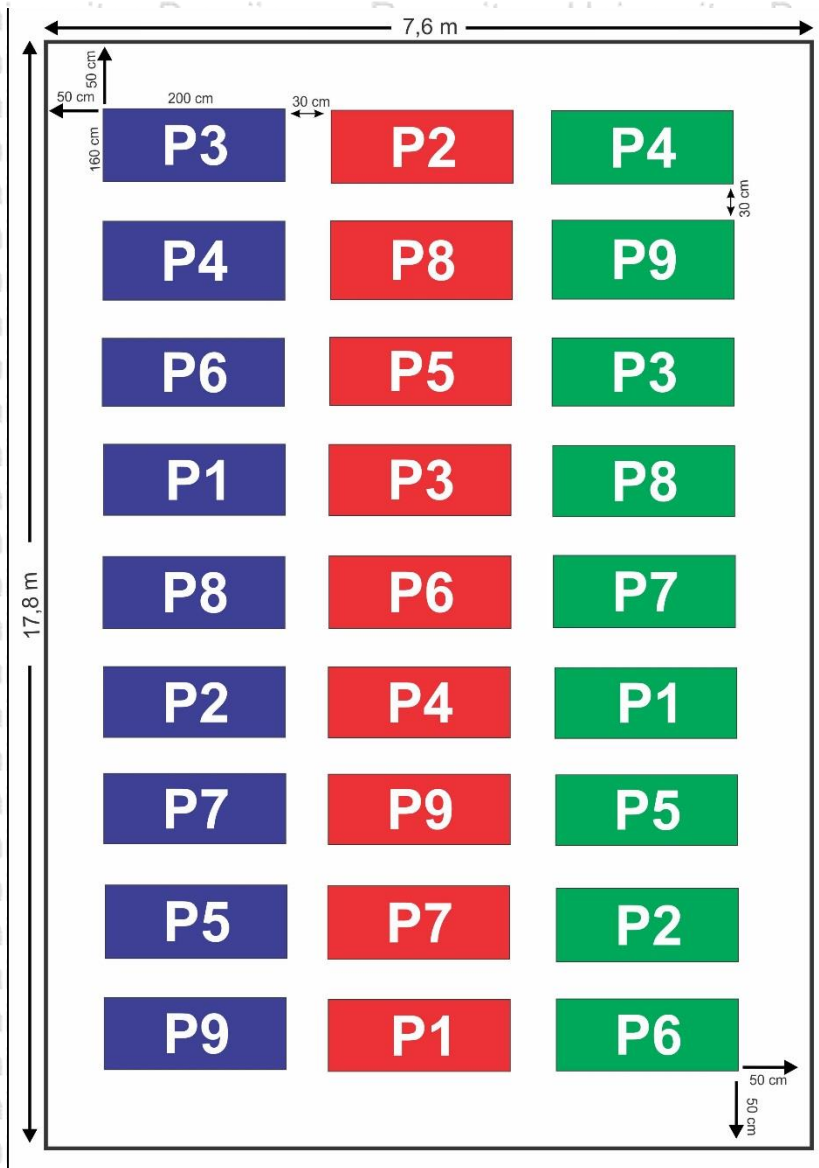 7,6 m
50 cm
50 cm
200 cm
30 cm
160 cm
P3 P2 P4
30 cm
P4 P8 P9
P6 P5 P3
P1 P3 P8
17,8 m
P8 P6 P7
P2 P4 P1
P7 P9 P5
P5 P7 P2
P9 P1 P6
50 cm
50 cm